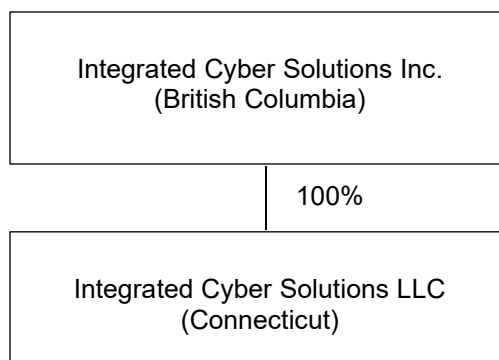 Integrated Cyber Solutions Inc.
(British Columbia)
100%
Integrated Cyber Solutions LLC
(Connecticut)